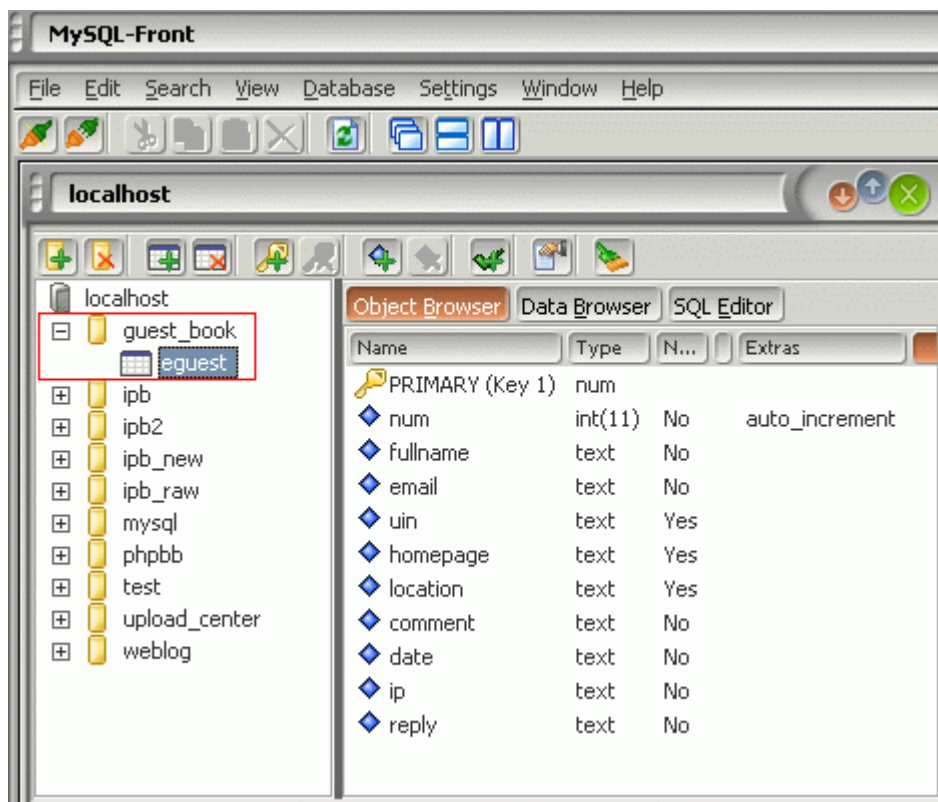 MySQL-Front
File Edit Search View Database Settings Window Help
localhost
localhost
guest_book
eguest
ipb
ipb2
ipb_new
ipb_raw
mysql
phpbb
test
upload_center
weblog
Object Browser Data Browser SQL Editor
Name Type N... Extras
PRIMARY (Key 1) num
num int(11) No auto_increment
fullname text No
email text No
uin text Yes
homepage text Yes
location text Yes
comment text No
date text No
ip text No
reply text No